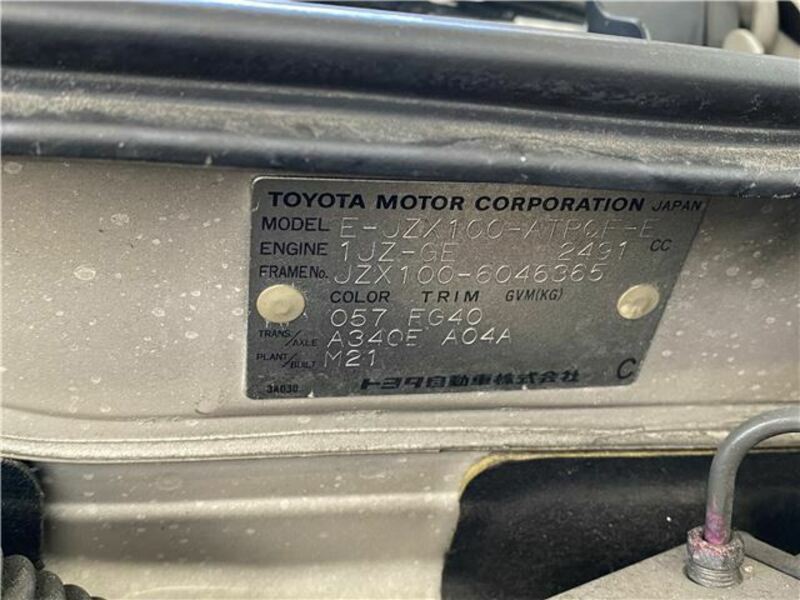 TOYOTA MOTOR CORPORATION JAPAN
MODEL E-JZX100-ATPQF-E
ENGINE 1JZ-GE 2491 CC
FRAME No. JZX100-6046365
COLOR TRIM GVM(KG)
057 FG40
TRANS./AXLE A340E A04A
PLANT/BUILT M21
トヨタ自動車株式会社 C
3A030